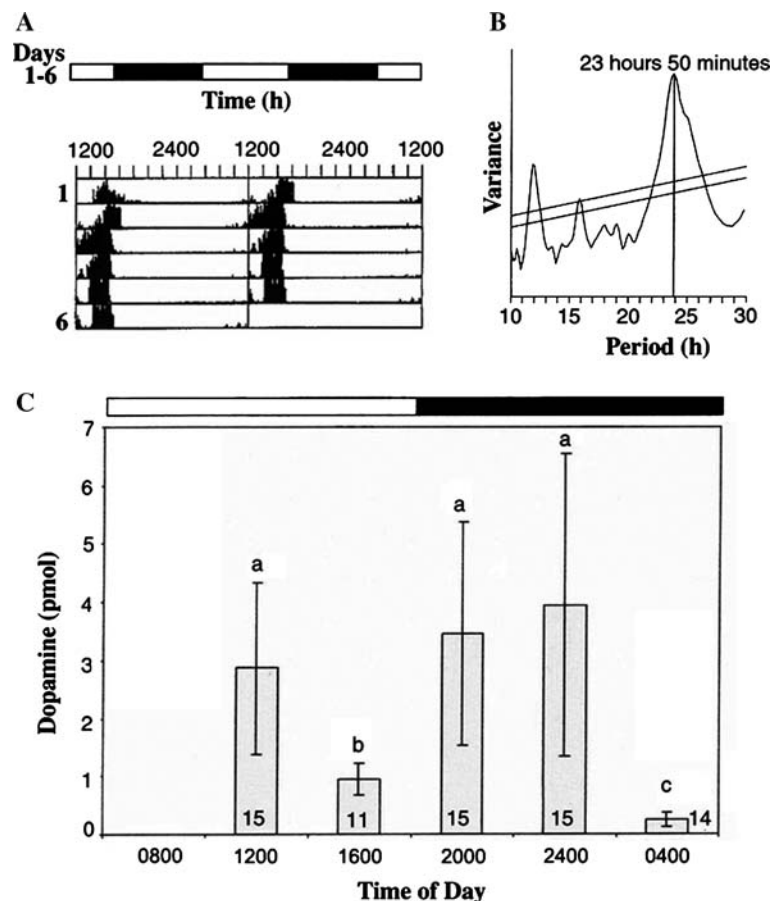 A
Days
1-6
Time (h)
1200 2400 1200 2400 1200
1
6
B
23 hours 50 minutes
Variance
10 15 20 25 30
Period (h)
C
7
6
5
4
3
2
1
0
Dopamine (pmol)
a
b
a
a
c
15
11
15
15
14
0800 1200 1600 2000 2400 0400
Time of Day